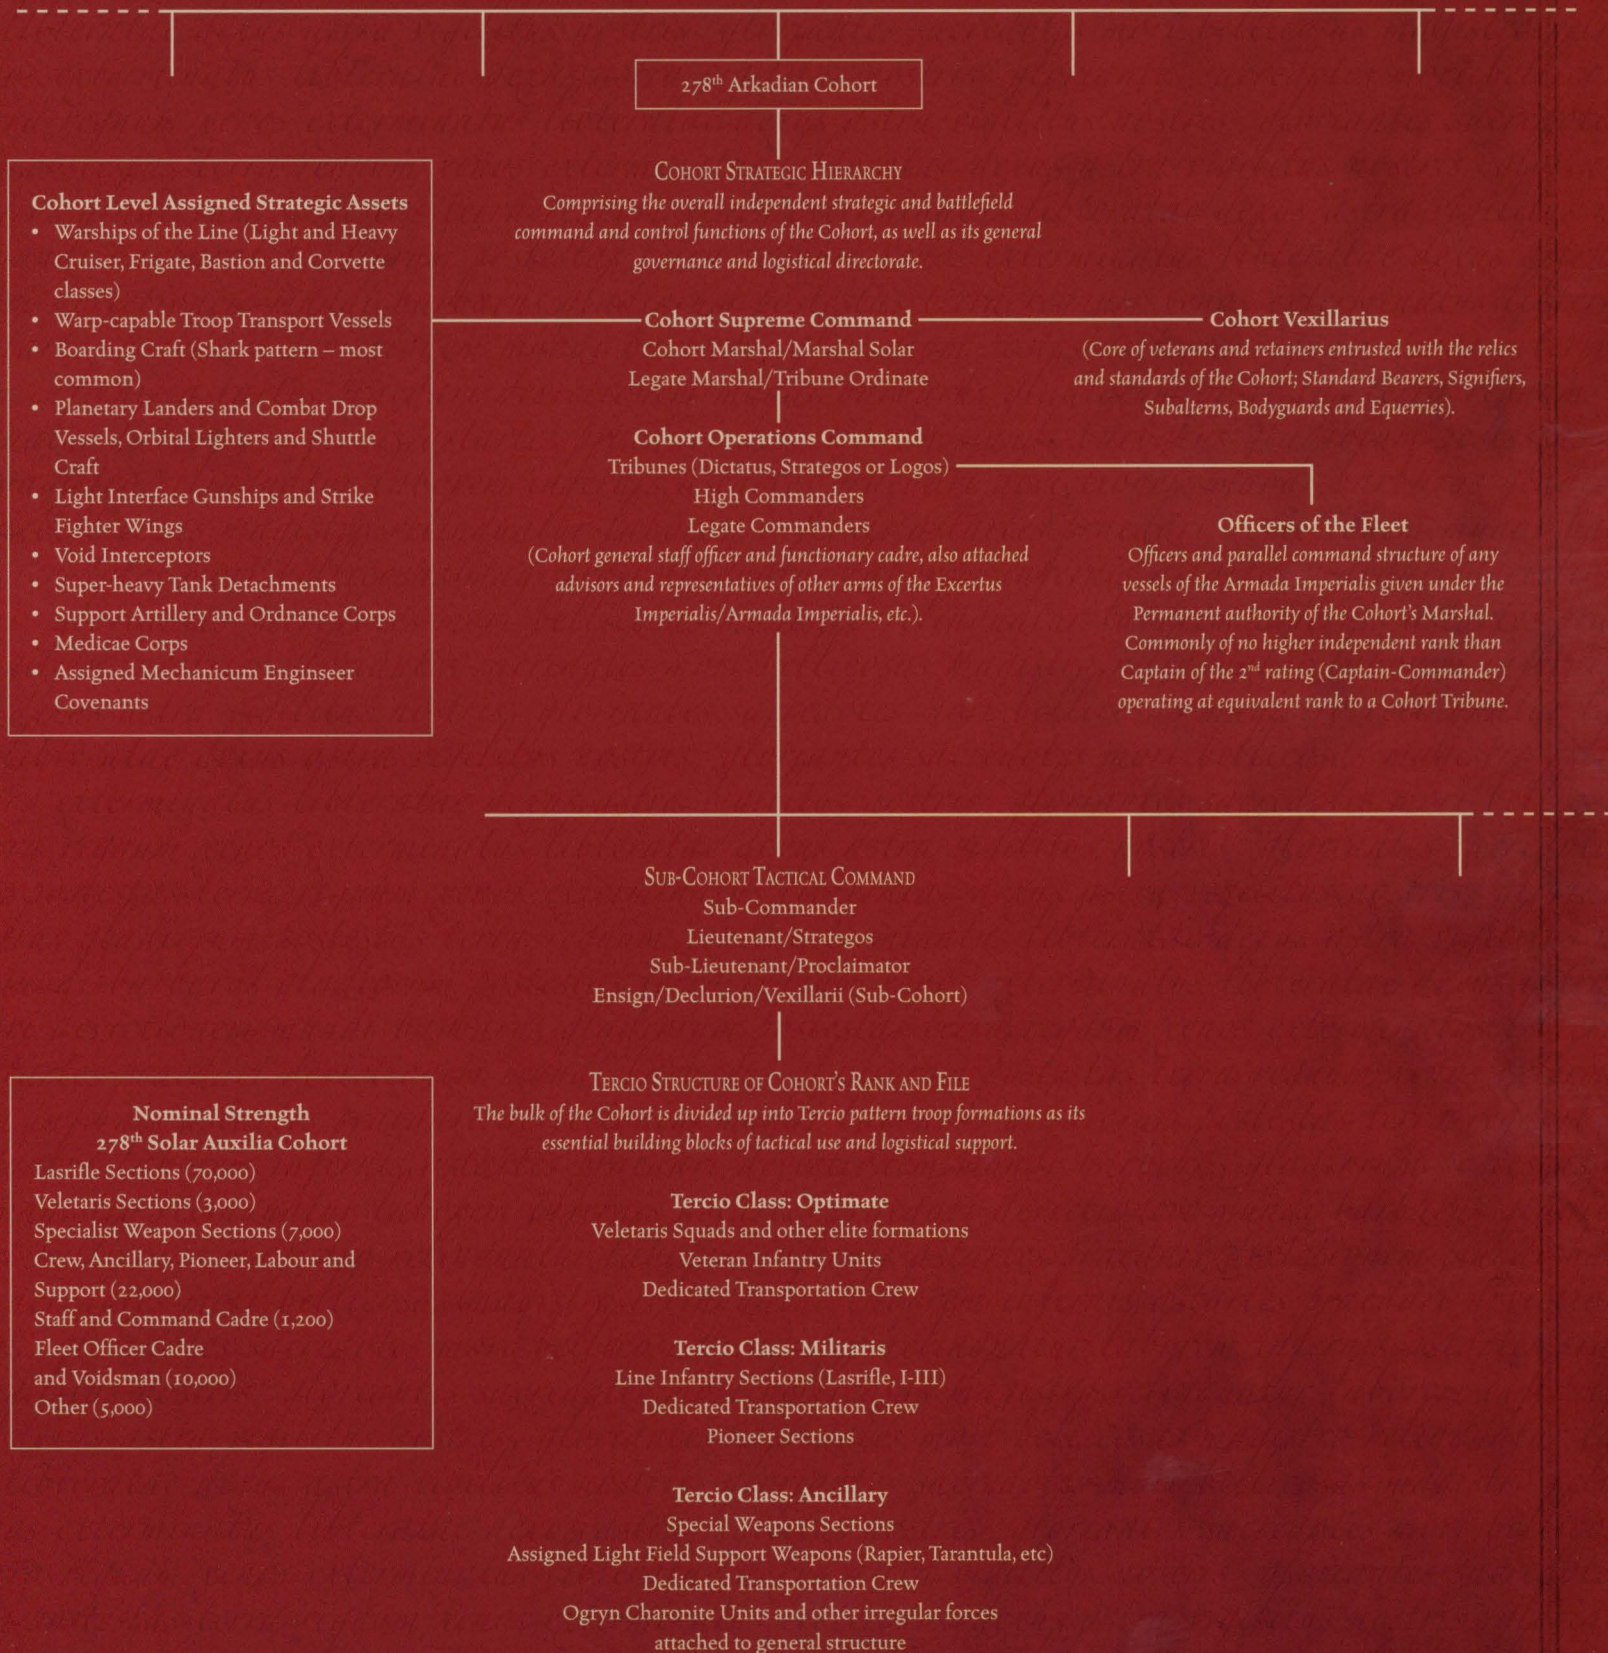 278th Arkadian Cohort
COHORT STRATEGIC HIERARCHY
Comprising the overall independent strategic and battlefield
command and control functions of the Cohort, as well as its general
governance and logistical directorate.
Cohort Level Assigned Strategic Assets
• Warships of the Line (Light and Heavy
Cruiser, Frigate, Bastion and Corvette
classes)
• Warp-capable Troop Transport Vessels
• Boarding Craft (Shark pattern – most
common)
• Planetary Landers and Combat Drop
Vessels, Orbital Lighters and Shuttle
Craft
• Light Interface Gunships and Strike
Fighter Wings
• Void Interceptors
• Super-heavy Tank Detachments
• Support Artillery and Ordnance Corps
• Medicae Corps
• Assigned Mechanicum Enginseer
Covenants
Cohort Supreme Command
Cohort Marshal/Marshal Solar
Legate Marshal/Tribune Ordinate
Cohort Vexillarius
(Core of veterans and retainers entrusted with the relics
and standards of the Cohort; Standard Bearers, Signifiers,
Subalterns, Bodyguards and Equerries).
Cohort Operations Command
Tribunes (Dictatus, Strategos or Logos)
High Commanders
Legate Commanders
(Cohort general staff officer and functionary cadre, also attached
advisors and representatives of other arms of the Excertus
Imperialis/Armada Imperialis, etc.).
Officers of the Fleet
Officers and parallel command structure of any
vessels of the Armada Imperialis given under the
Permanent authority of the Cohort's Marshal.
Commonly of no higher independent rank than
Captain of the 2nd rating (Captain-Commander)
operating at equivalent rank to a Cohort Tribune.
SUB-COHORT TACTICAL COMMAND
Sub-Commander
Lieutenant/Strategos
Sub-Lieutenant/Proclaimator
Ensign/Declurion/Vexillarii (Sub-Cohort)
TERCIO STRUCTURE OF COHORT'S RANK AND FILE
The bulk of the Cohort is divided up into Tercio pattern troop formations as its
essential building blocks of tactical use and logistical support.
Nominal Strength
278th Solar Auxilia Cohort
Lasrifle Sections (70,000)
Veletaris Sections (3,000)
Specialist Weapon Sections (7,000)
Crew, Ancillary, Pioneer, Labour and
Support (22,000)
Staff and Command Cadre (1,200)
Fleet Officer Cadre
and Voidsman (10,000)
Other (5,000)
Tercio Class: Optimate
Veletaris Squads and other elite formations
Veteran Infantry Units
Dedicated Transportation Crew
Tercio Class: Militaris
Line Infantry Sections (Lasrifle, I-III)
Dedicated Transportation Crew
Pioneer Sections
Tercio Class: Ancillary
Special Weapons Sections
Assigned Light Field Support Weapons (Rapier, Tarantula, etc)
Dedicated Transportation Crew
Ogryn Charonite Units and other irregular forces
attached to general structure